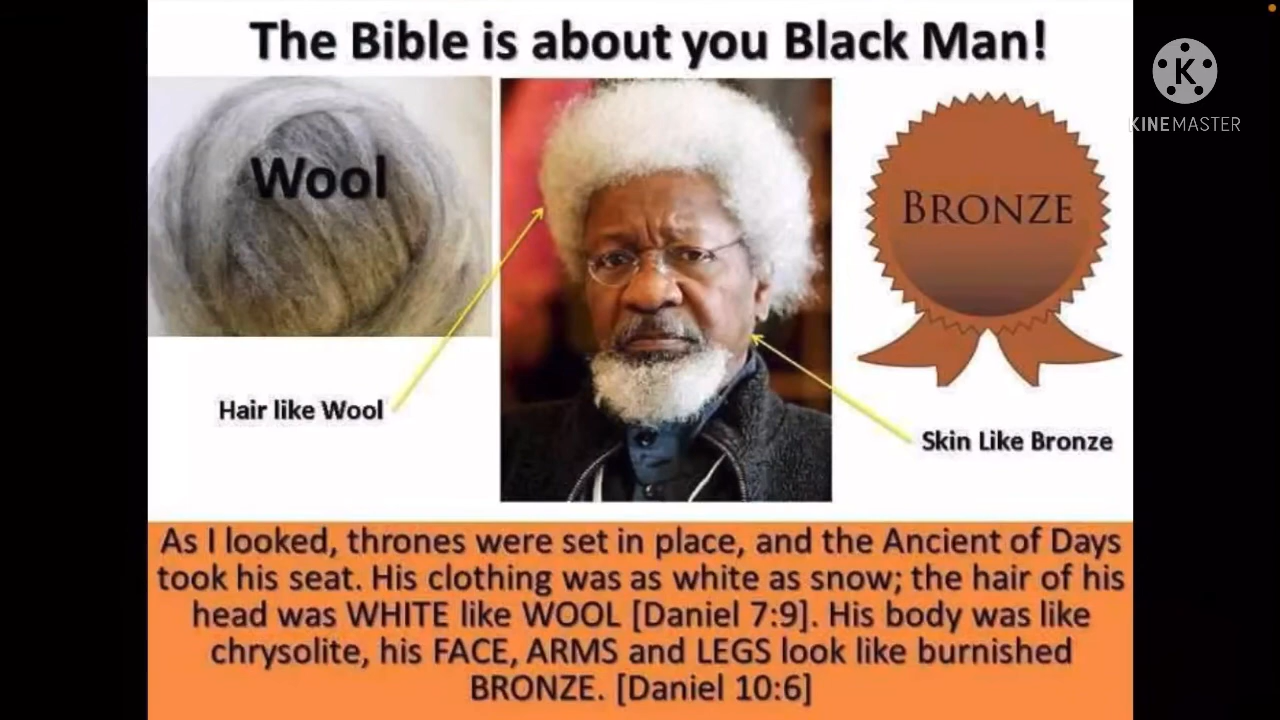 The Bible is about you Black Man!
Wool
BRONZE
KINEMASTER
Hair like Wool
Skin Like Bronze
As I looked, thrones were set in place, and the Ancient of Days
took his seat. His clothing was as white as snow; the hair of his
head was WHITE like WOOL [Daniel 7:9]. His body was like
chrysolite, his FACE, ARMS and LEGS look like burnished
BRONZE. [Daniel 10:6]